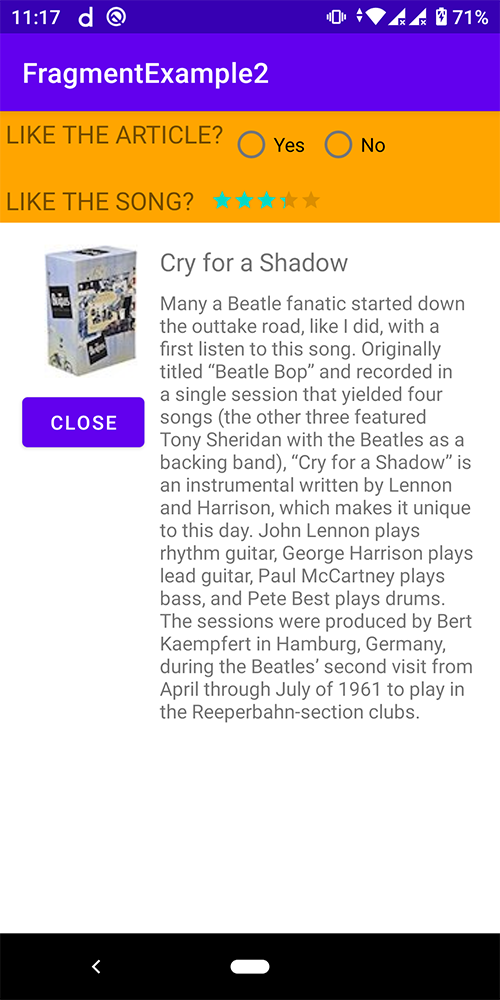 11:17
71%
FragmentExample2
LIKE THE ARTICLE?
Yes
No
LIKE THE SONG?
Cry for a Shadow
Many a Beatle fanatic started down
the outtake road, like I did, with a
first listen to this song. Originally
titled “Beatle Bop” and recorded in
a single session that yielded four
songs (the other three featured
Tony Sheridan with the Beatles as a
backing band), “Cry for a Shadow” is
an instrumental written by Lennon
and Harrison, which makes it unique
to this day. John Lennon plays
rhythm guitar, George Harrison plays
lead guitar, Paul McCartney plays
bass, and Pete Best plays drums.
The sessions were produced by Bert
Kaempfert in Hamburg, Germany,
during the Beatles’ second visit from
April through July of 1961 to play in
the Reeperbahn-section clubs.
CLOSE